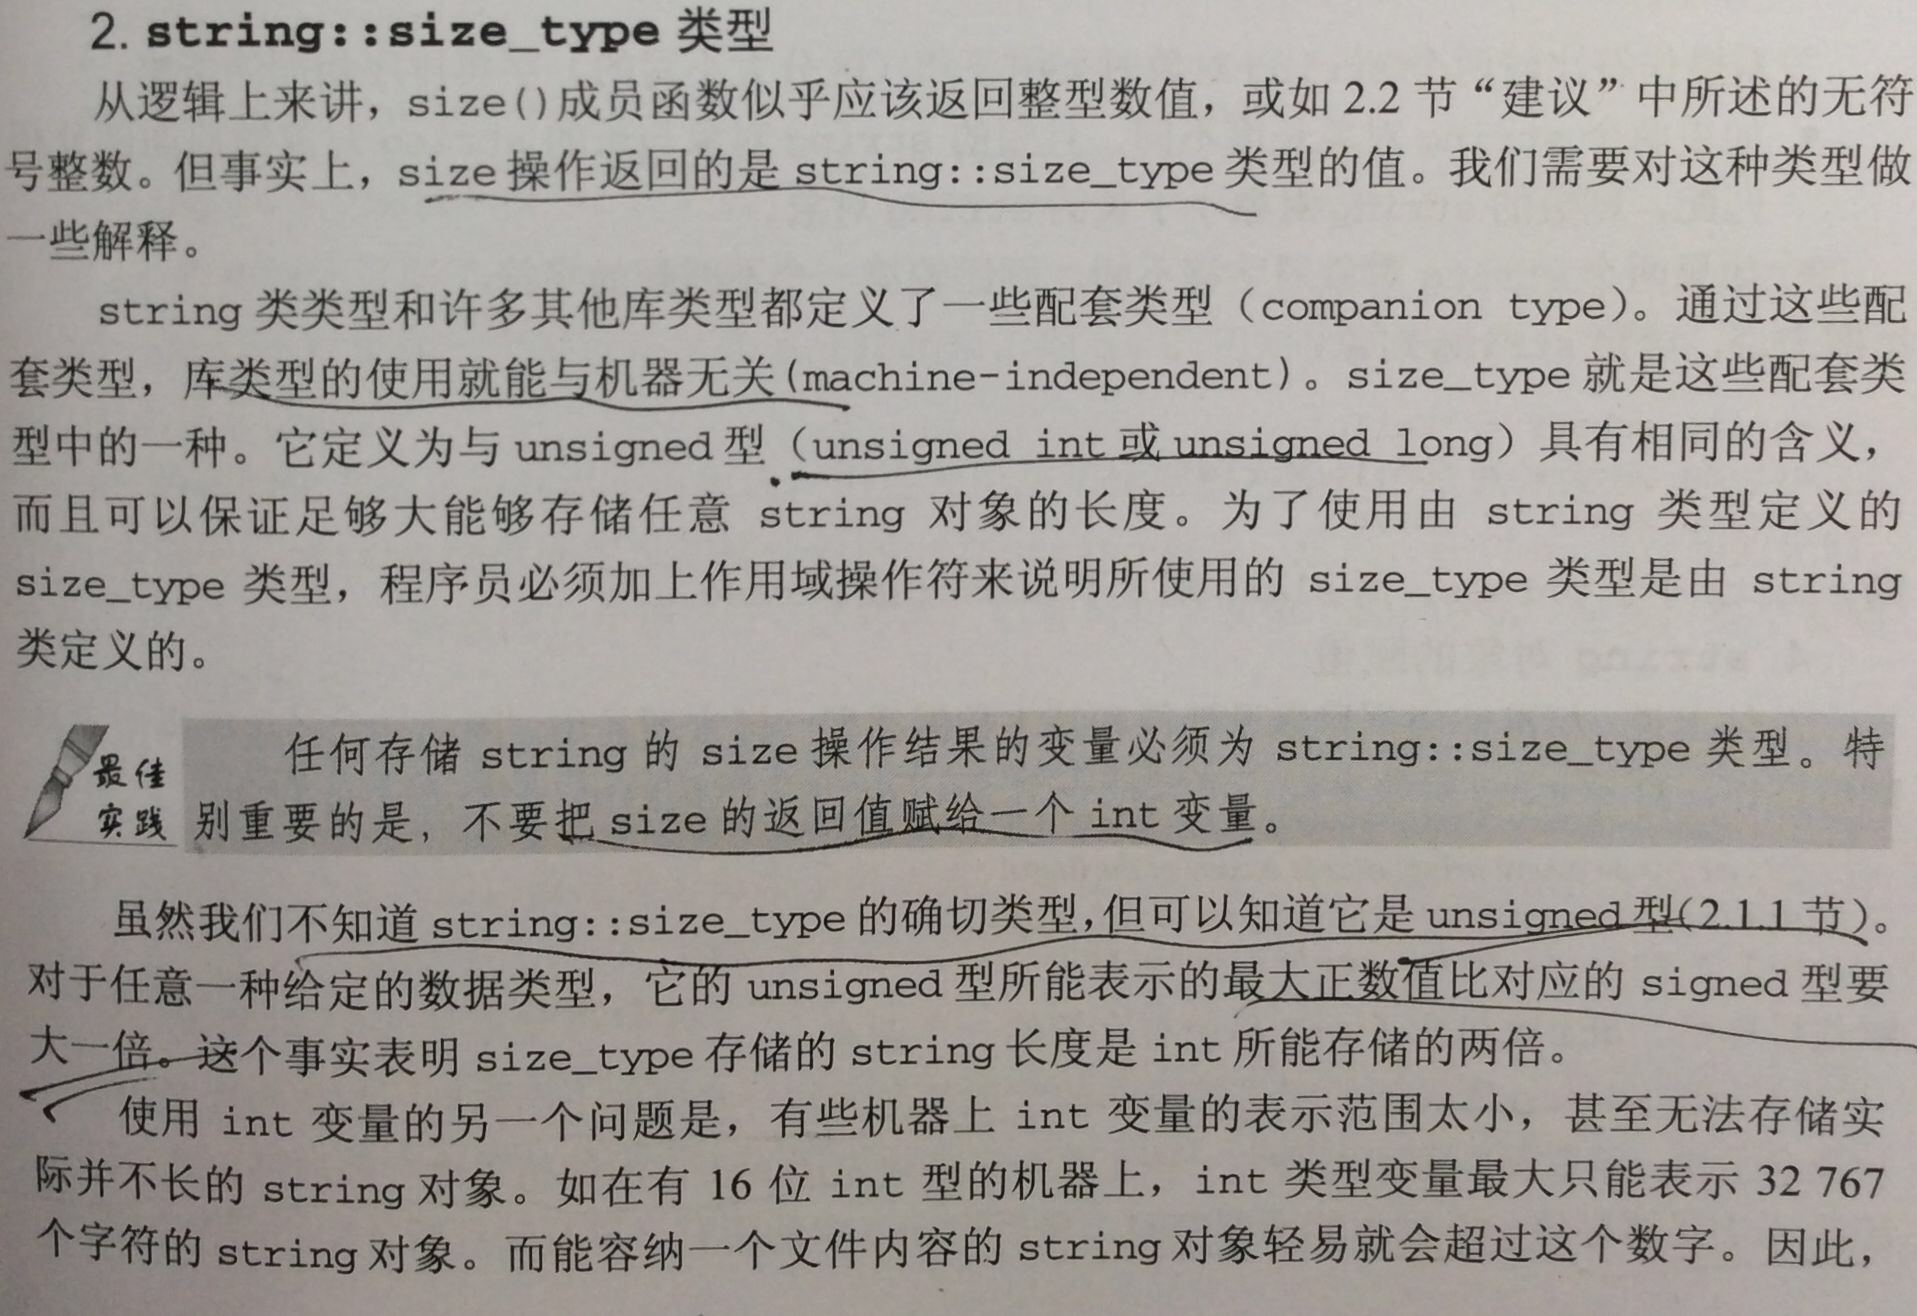 2. string::size_type 类型
从逻辑上来讲，size()成员函数似乎应该返回整型数值，或如 2.2 节“建议”中所述的无符
号整数。但事实上，size 操作返回的是 string::size_type 类型的值。我们需要对这种类型做
一些解释。
string 类类型和许多其他库类型都定义了一些配套类型（companion type）。通过这些配
套类型，库类型的使用就能与机器无关(machine-independent)。size_type 就是这些配套类
型中的一种。它定义为与 unsigned 型（unsigned int 或 unsigned long）具有相同的含义，
而且可以保证足够大能够存储任意 string 对象的长度。为了使用由 string 类型定义的
size_type 类型，程序员必须加上作用域操作符来说明所使用的 size_type 类型是由 string
类定义的。
最佳
实践
任何存储 string 的 size 操作结果的变量必须为 string::size_type 类型。特
别重要的是，不要把 size 的返回值赋给一个 int 变量。
虽然我们不知道 string::size_type 的确切类型，但可以知道它是 unsigned 型(2.1.1 节)。
对于任意一种给定的数据类型，它的 unsigned 型所能表示的最大正数值比对应的 signed 型要
大一倍。这个事实表明 size_type 存储的 string 长度是 int 所能存储的两倍。
使用 int 变量的另一个问题是，有些机器上 int 变量的表示范围太小，甚至无法存储实
际并不长的 string 对象。如在有 16 位 int 型的机器上，int 类型变量最大只能表示 32 767
个字符的 string 对象。而能容纳一个文件内容的 string 对象轻易就会超过这个数字。因此，